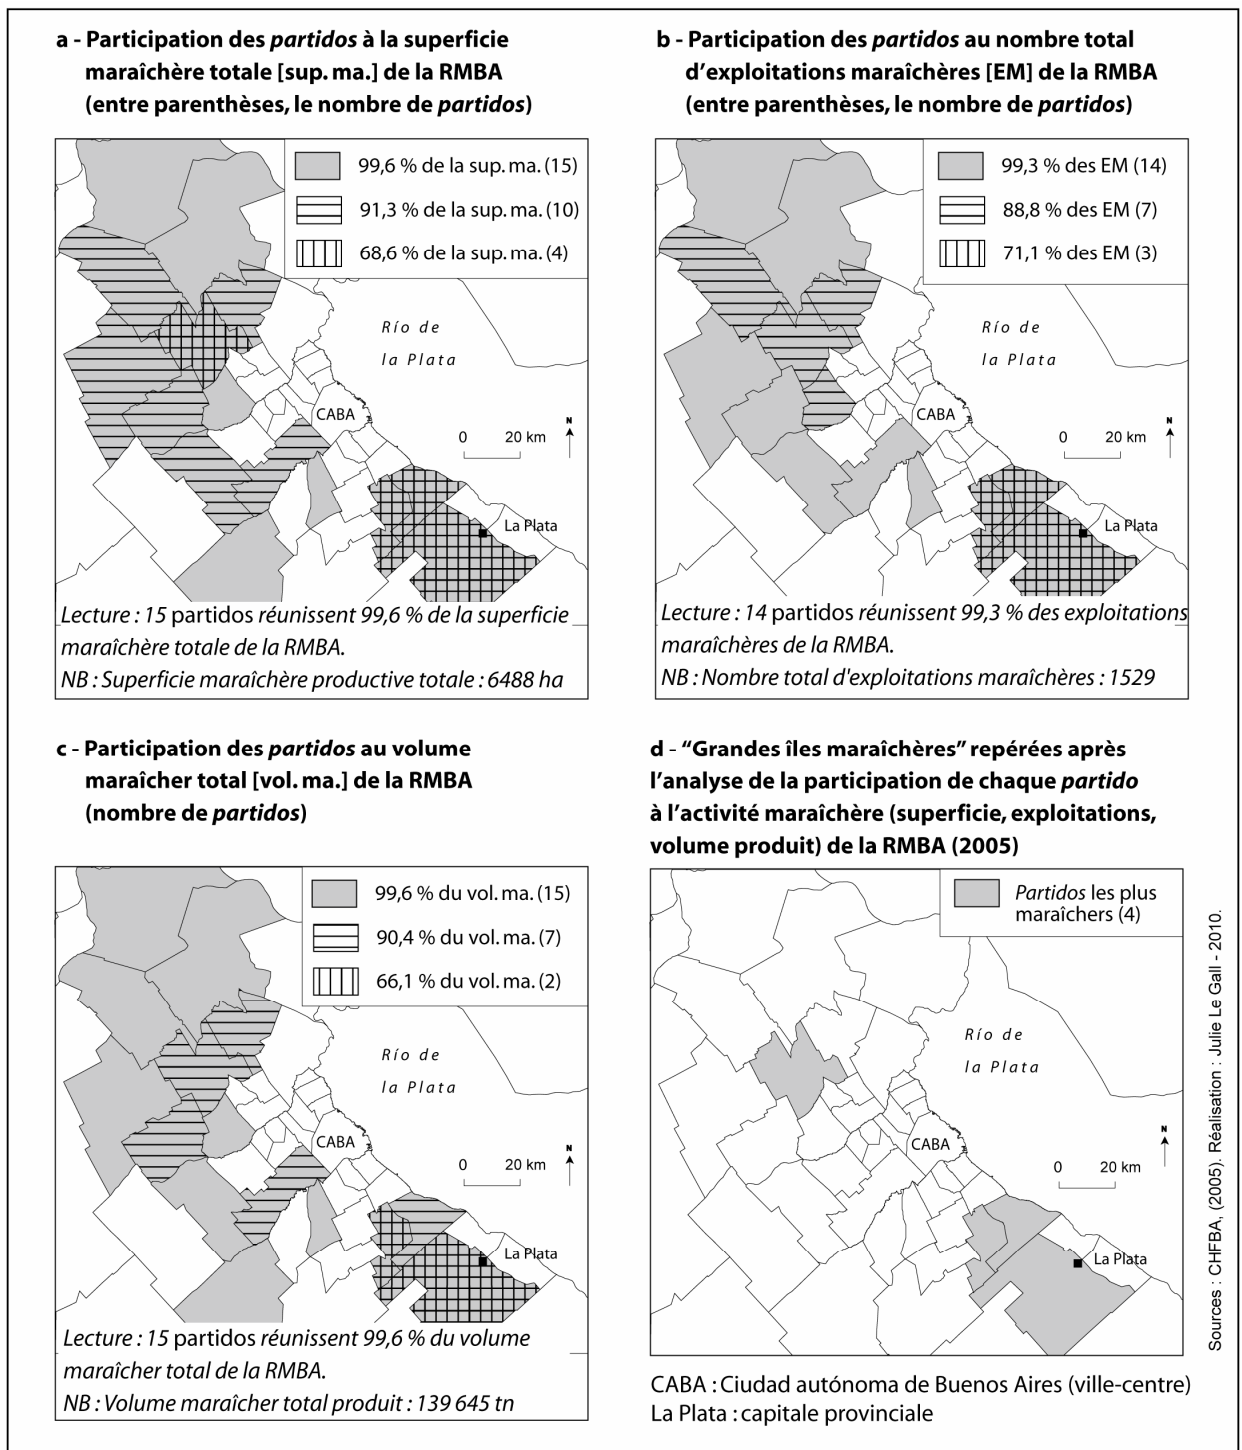 a - Participation des partidos à la superficie
maraîchère totale [sup. ma.] de la RMBA
(entre parenthèses, le nombre de partidos)
99,6 % de la sup. ma. (15)
91,3 % de la sup. ma. (10)
68,6 % de la sup. ma. (4)
Río de
la Plata
CABA
0 20 km
N
La Plata
Lecture : 15 partidos réunissent 99,6 % de la superficie
maraîchère totale de la RMBA.
NB : Superficie maraîchère productive totale : 6488 ha
b - Participation des partidos au nombre total
d'exploitations maraîchères [EM] de la RMBA
(entre parenthèses, le nombre de partidos)
99,3 % des EM (14)
88,8 % des EM (7)
71,1 % des EM (3)
Río de
la Plata
CABA
0 20 km
N
La Plata
Lecture : 14 partidos réunissent 99,3 % des exploitations
maraîchères de la RMBA.
NB : Nombre total d'exploitations maraîchères : 1529
c - Participation des partidos au volume
maraîcher total [vol. ma.] de la RMBA
(nombre de partidos)
99,6 % du vol. ma. (15)
90,4 % du vol. ma. (7)
66,1 % du vol. ma. (2)
Río de
la Plata
CABA
0 20 km
N
La Plata
Lecture : 15 partidos réunissent 99,6 % du volume
maraîcher total de la RMBA.
NB : Volume maraîcher total produit : 139 645 tn
d - “Grandes îles maraîchères” repérées après
l'analyse de la participation de chaque partido
à l'activité maraîchère (superficie, exploitations,
volume produit) de la RMBA (2005)
Partidos les plus
maraîchers (4)
Río de
la Plata
CABA
0 20 km
N
La Plata
CABA : Ciudad autónoma de Buenos Aires (ville-centre)
La Plata : capitale provinciale
Sources : CHFBA, (2005). Réalisation : Julie Le Gall - 2010.